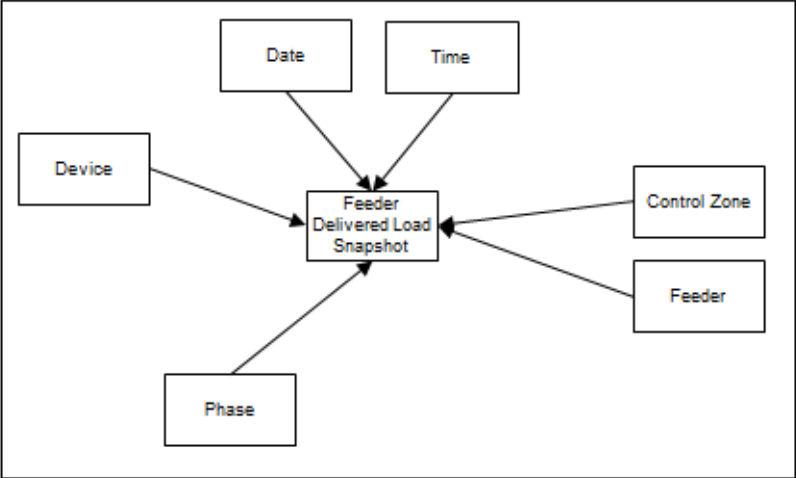 Date
Time
Device
Feeder
Delivered Load
Snapshot
Control Zone
Feeder
Phase